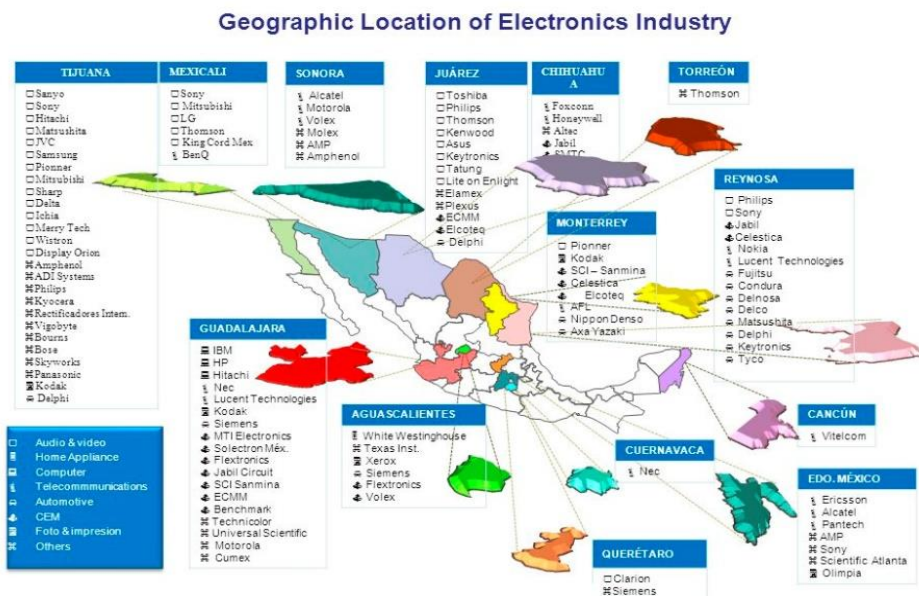 Geographic Location of Electronics Industry
TIJUANA
Sanyo
Sony
Hitachi
Matsushita
JVC
Samsung
Pionner
Mitsubishi
Sharp
Delta
Ichia
Merry Tech
Wistron
Display Orion
Amphenol
ADI Systems
Philips
Kyocera
Rectificadores Intem.
Vigobyte
Bourns
Bose
Skyworks
Panasonic
Kodak
Delphi
MEXICALI
Sony
Mitsubishi
LG
Thomson
King Cord Mex
BenQ
SONORA
Alcatel
Motorola
Volex
Molex
AMP
Amphenol
JUÁREZ
Toshiba
Philips
Thomson
Kenwood
Asus
Keytronics
Tatung
Lite on Enlight
Elamex
Plexus
ECMM
Elcoteq
Delphi
CHIHUAHU
A
Foxconn
Honeywell
Altec
Jabil
SMTC
TORREÓN
Thomson
REYNOSA
Philips
Sony
Jabil
Celestica
Nokia
Lucent Technologies
Fujitsu
Condura
Delnosa
Delco
Matsushita
Delphi
Keytronics
Tyco
MONTERREY
Pionner
Kodak
SCI – Sanmina
Celestica
Elcoteq
AFL
Nippon Denso
Axa Yazaki
GUADALAJARA
IBM
HP
Hitachi
Nec
Lucent Technologies
Kodak
Siemens
MTI Electronics
Solectron Méx.
Flextronics
Jabil Circuit
SCI Sanmina
ECMM
Benchmark
Technicolor
Universal Scientific
Motorola
Cumex
AGUASCALIENTES
White Westinghouse
Texas Inst.
Xerox
Siemens
Flextronics
Volex
CUERNAVACA
Nec
CANCÚN
Vitelcom
EDO. MÉXICO
Ericsson
Alcatel
Pantech
AMP
Sony
Scientific Atlanta
Olimpia
QUERÉTARO
Clarion
Siemens
Audio & video
Home Appliance
Computer
Telecommmunications
Automotive
CEM
Foto & impresion
Others